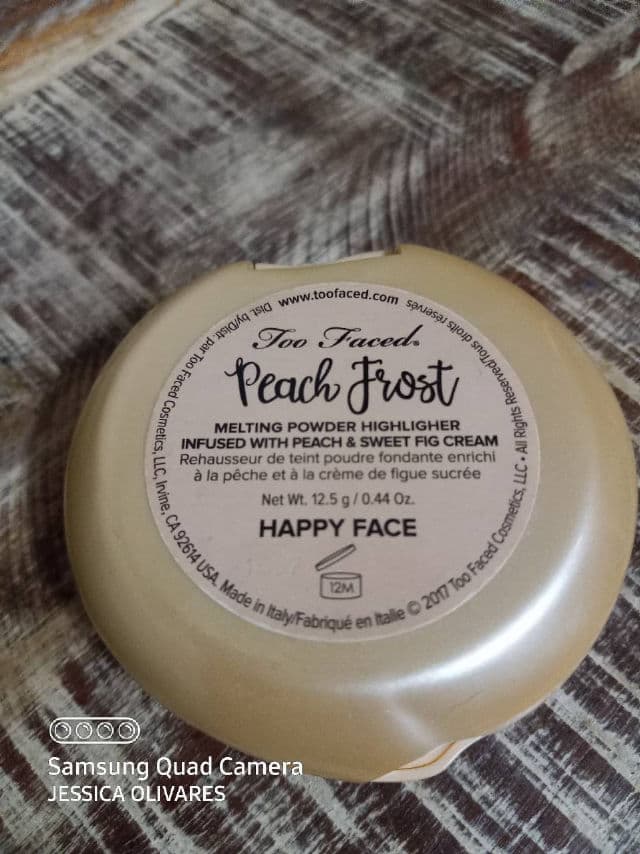 www.toofaced.com
Too Faced®
Peach Frost
MELTING POWDER HIGHLIGHER
INFUSED WITH PEACH & SWEET FIG CREAM
Rehausseur de teint poudre fondante enrichi
à la pêche et à la crème de figue sucrée
Net Wt. 12.5 g / 0.44 Oz.
HAPPY FACE
12M
Dist. by/Distr. par Too Faced Cosmetics, LLC, Irvine, CA 92614 USA. Made in Italy/Fabriqué en Italie © 2017 Too Faced Cosmetics, LLC • All Rights Reserved/Tous droits réservés
Samsung Quad Camera
JESSICA OLIVARES